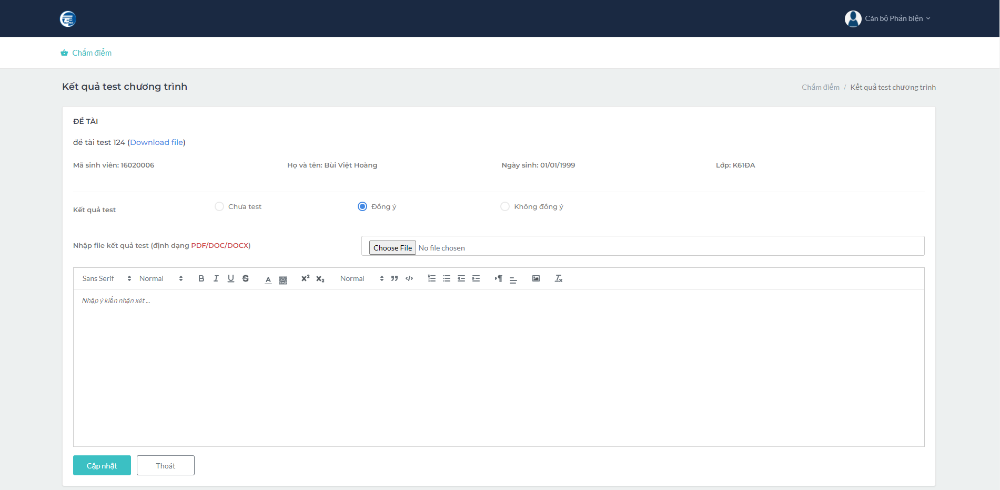 Cán bộ Phản biện
Chấm điểm
Kết quả test chương trình
Chấm điểm / Kết quả test chương trình
ĐỀ TÀI
đề tài test 124 (Download file)
Mã sinh viên: 16020006 Họ và tên: Bùi Việt Hoàng Ngày sinh: 01/01/1999 Lớp: K61ĐA
Kết quả test Chưa test Đồng ý Không đồng ý
Nhập file kết quả test (định dạng PDF/DOC/DOCX) Choose File No file chosen
Sans Serif Normal Normal
Nhập ý kiến nhận xét ...
Cập nhật Thoát